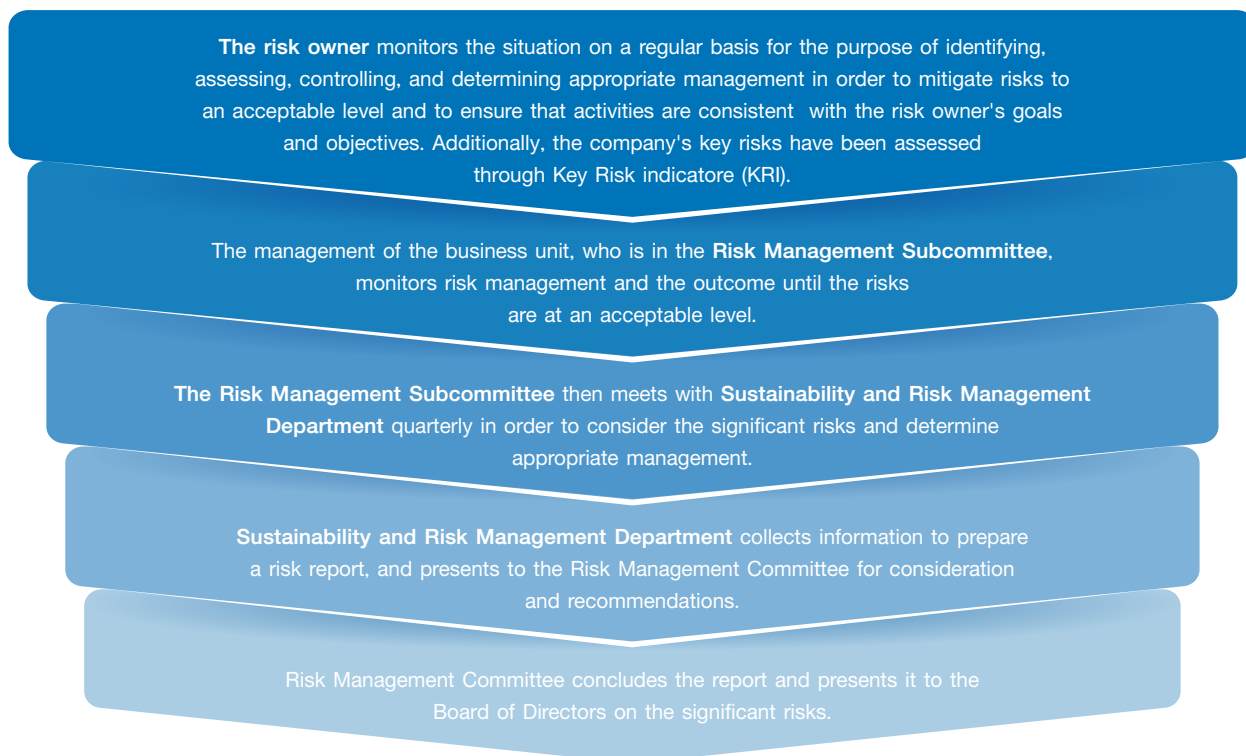 The risk owner monitors the situation on a regular basis for the purpose of identifying,
assessing, controlling, and determining appropriate management in order to mitigate risks to
an acceptable level and to ensure that activities are consistent with the risk owner's goals
and objectives. Additionally, the company's key risks have been assessed
through Key Risk indicatore (KRI).
The management of the business unit, who is in the Risk Management Subcommittee,
monitors risk management and the outcome until the risks
are at an acceptable level.
The Risk Management Subcommittee then meets with Sustainability and Risk Management
Department quarterly in order to consider the significant risks and determine
appropriate management.
Sustainability and Risk Management Department collects information to prepare
a risk report, and presents to the Risk Management Committee for consideration
and recommendations.
Risk Management Committee concludes the report and presents it to the
Board of Directors on the significant risks.